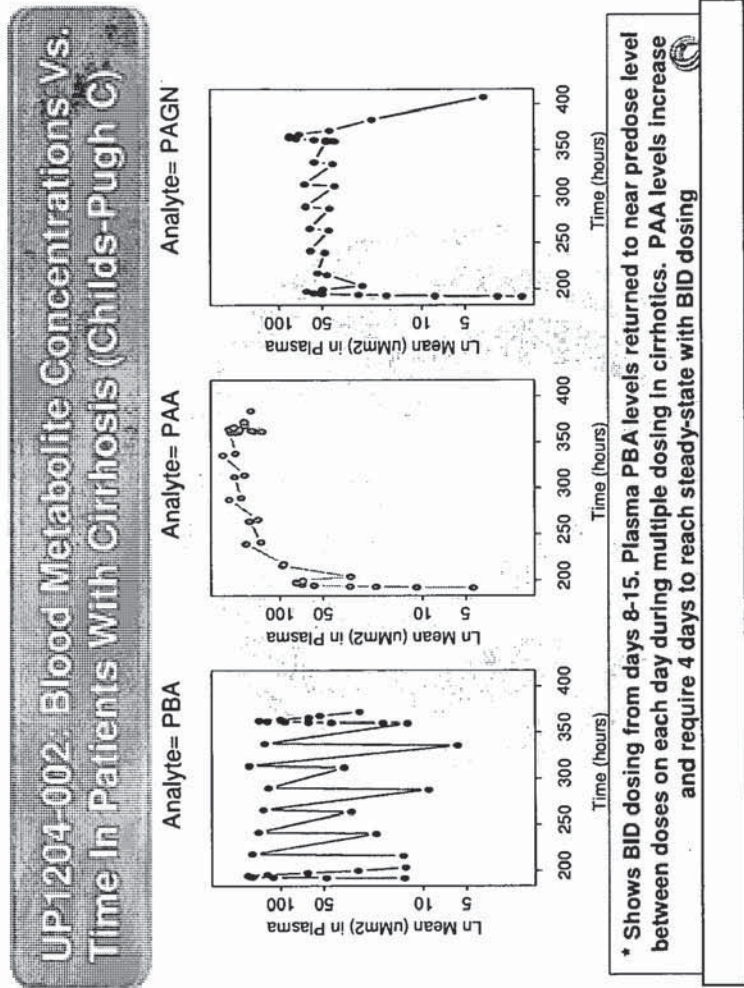 UP1204-002: Blood Metabolite Concentrations Vs.
Time In Patients With Cirrhosis (Childs-Pugh C)
Analyte= PBA
Ln Mean (uMm2) in Plasma
100
50
10
5
200 250 300 350 400
Time (hours)
Analyte= PAA
Ln Mean (uMm2) in Plasma
100
50
10
5
200 250 300 350 400
Time (hours)
Analyte= PAGN
Ln Mean (uMm2) in Plasma
100
50
10
5
200 250 300 350 400
Time (hours)
* Shows BID dosing from days 8-15. Plasma PBA levels returned to near predose level
between doses on each day during multiple dosing in cirrhotics. PAA levels increase
and require 4 days to reach steady-state with BID dosing